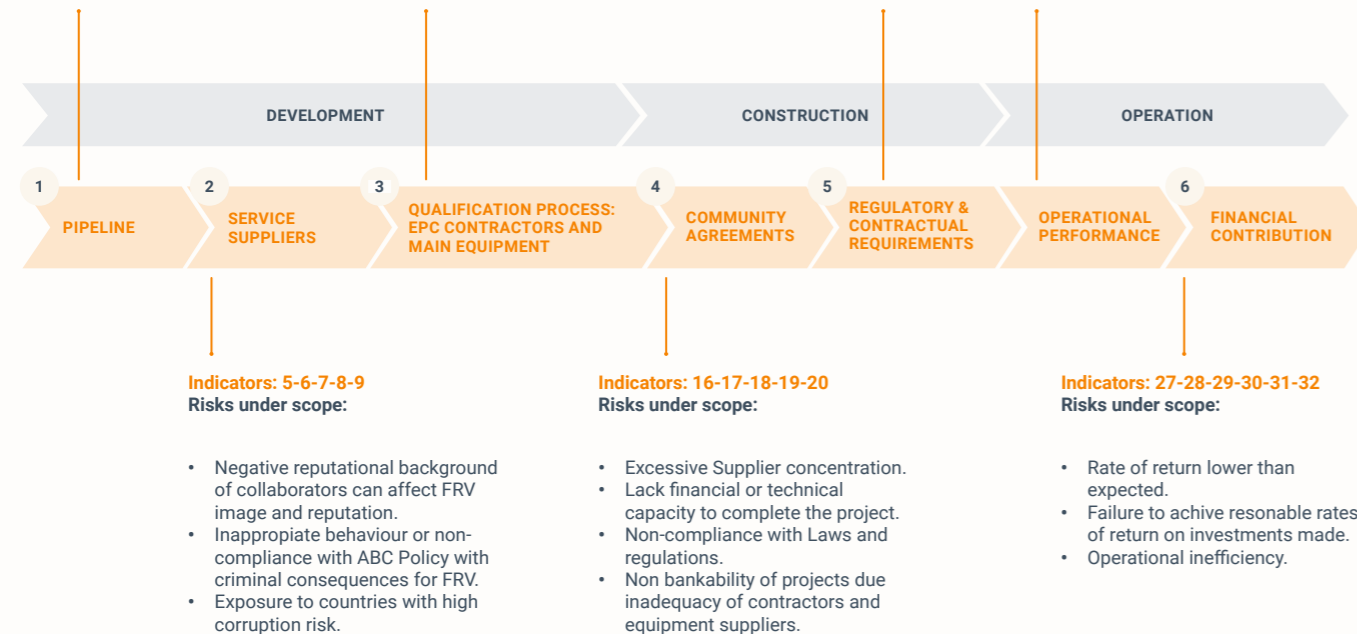 DEVELOPMENT
CONSTRUCTION
OPERATION
1
2
3
4
5
6
PIPELINE
SERVICE
SUPPLIERS
QUALIFICATION PROCESS:
EPC CONTRACTORS AND
MAIN EQUIPMENT
COMMUNITY
AGREEMENTS
REGULATORY &
CONTRACTUAL
REQUIREMENTS
OPERATIONAL
PERFORMANCE
FINANCIAL
CONTRIBUTION
Indicators: 5-6-7-8-9
Risks under scope:
• Negative reputational background
of collaborators can affect FRV
image and reputation.
• Inappropiate behaviour or non-
compliance with ABC Policy with
criminal consequences for FRV.
• Exposure to countries with high
corruption risk.
Indicators: 16-17-18-19-20
Risks under scope:
• Excessive Supplier concentration.
• Lack financial or technical
capacity to complete the project.
• Non-compliance with Laws and
regulations.
• Non bankability of projects due
inadequacy of contractors and
equipment suppliers.
Indicators: 27-28-29-30-31-32
Risks under scope:
• Rate of return lower than
expected.
• Failure to achive resonable rates
of return on investments made.
• Operational inefficiency.